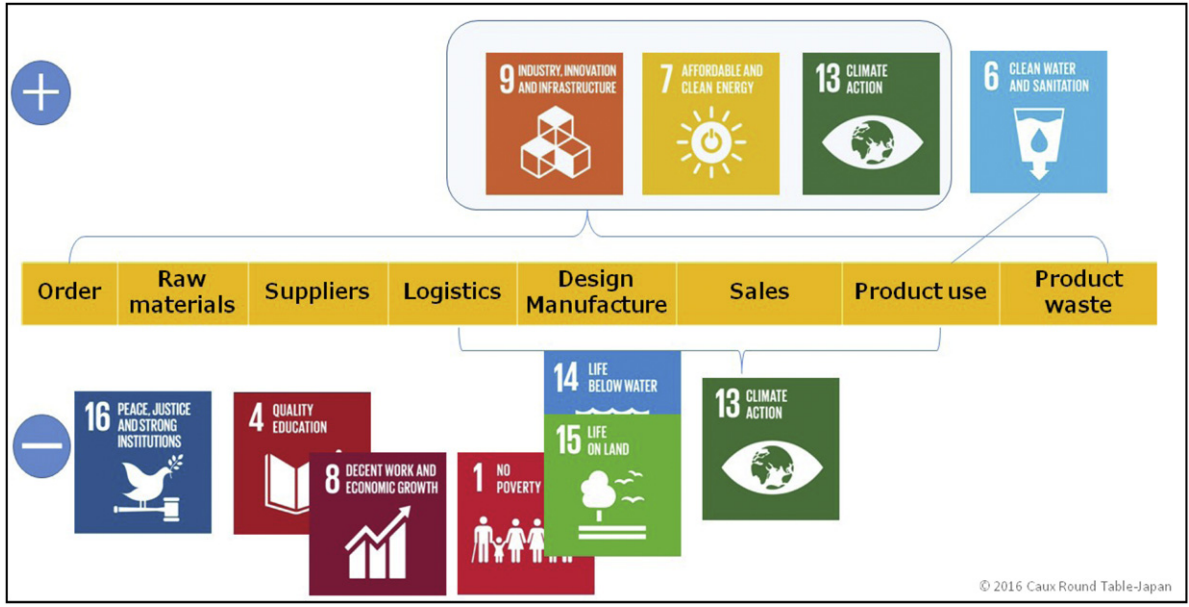 9 INDUSTRY, INNOVATION
AND INFRASTRUCTURE
7 AFFORDABLE AND
CLEAN ENERGY
13 CLIMATE
ACTION
6 CLEAN WATER
AND SANITATION
Order
Raw
materials
Suppliers
Logistics
Design
Manufacture
Sales
Product use
Product
waste
16 PEACE, JUSTICE
AND STRONG
INSTITUTIONS
4 QUALITY
EDUCATION
8 DECENT WORK AND
ECONOMIC GROWTH
1 NO
POVERTY
14 LIFE
BELOW WATER
15 LIFE
ON LAND
13 CLIMATE
ACTION
© 2016 Caux Round Table-Japan